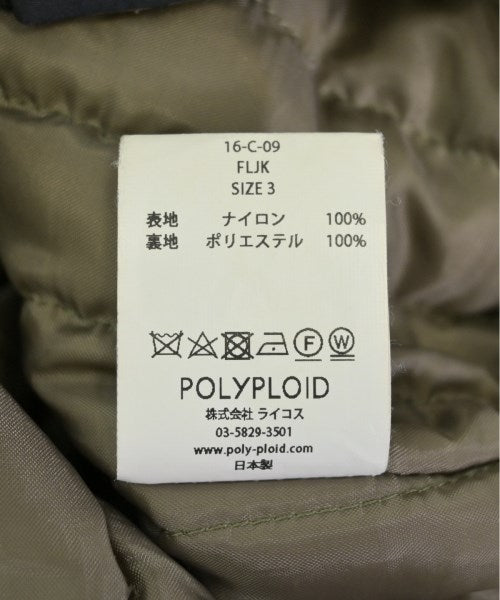 16-C-09
FLJK
SIZE 3
表地 ナイロン 100%
裏地 ポリエステル 100%
F W
POLYPLOID
株式会社 ライコス
03-5829-3501
www.poly-ploid.com
日本製